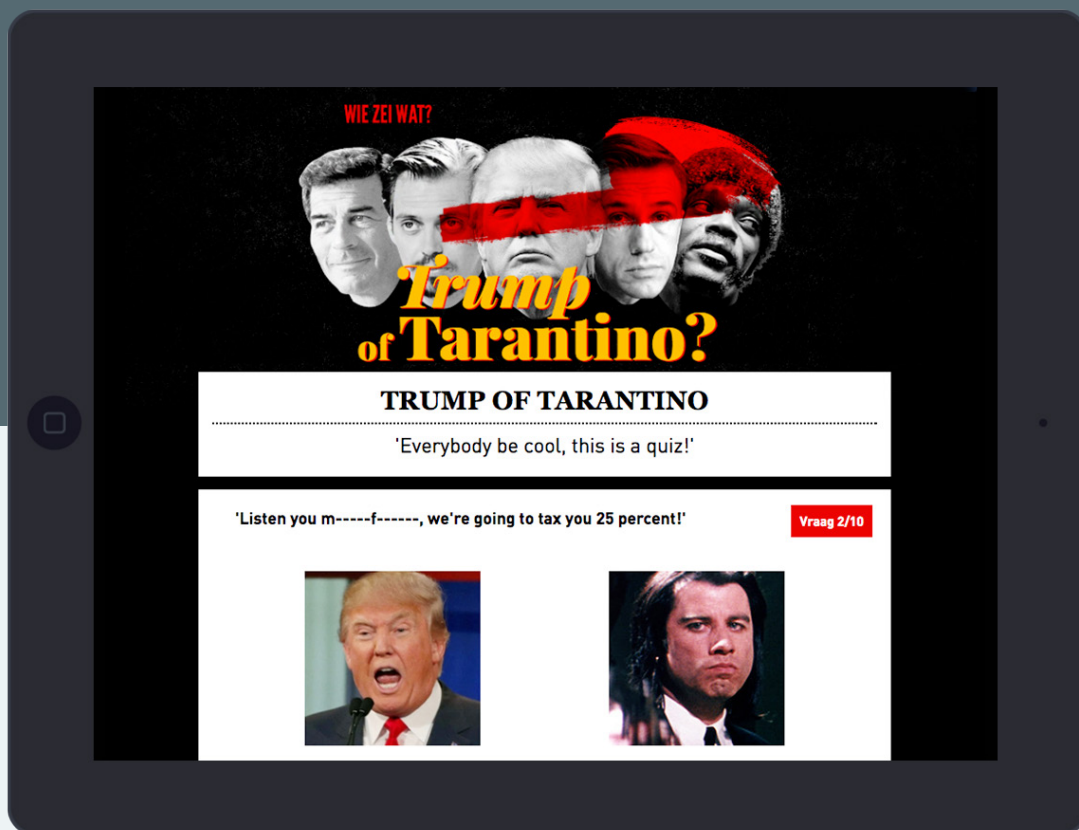 WIE ZEI WAT?
Trump
of Tarantino?
TRUMP OF TARANTINO
'Everybody be cool, this is a quiz!'
'Listen you m-----f------, we're going to tax you 25 percent!'
Vraag 2/10